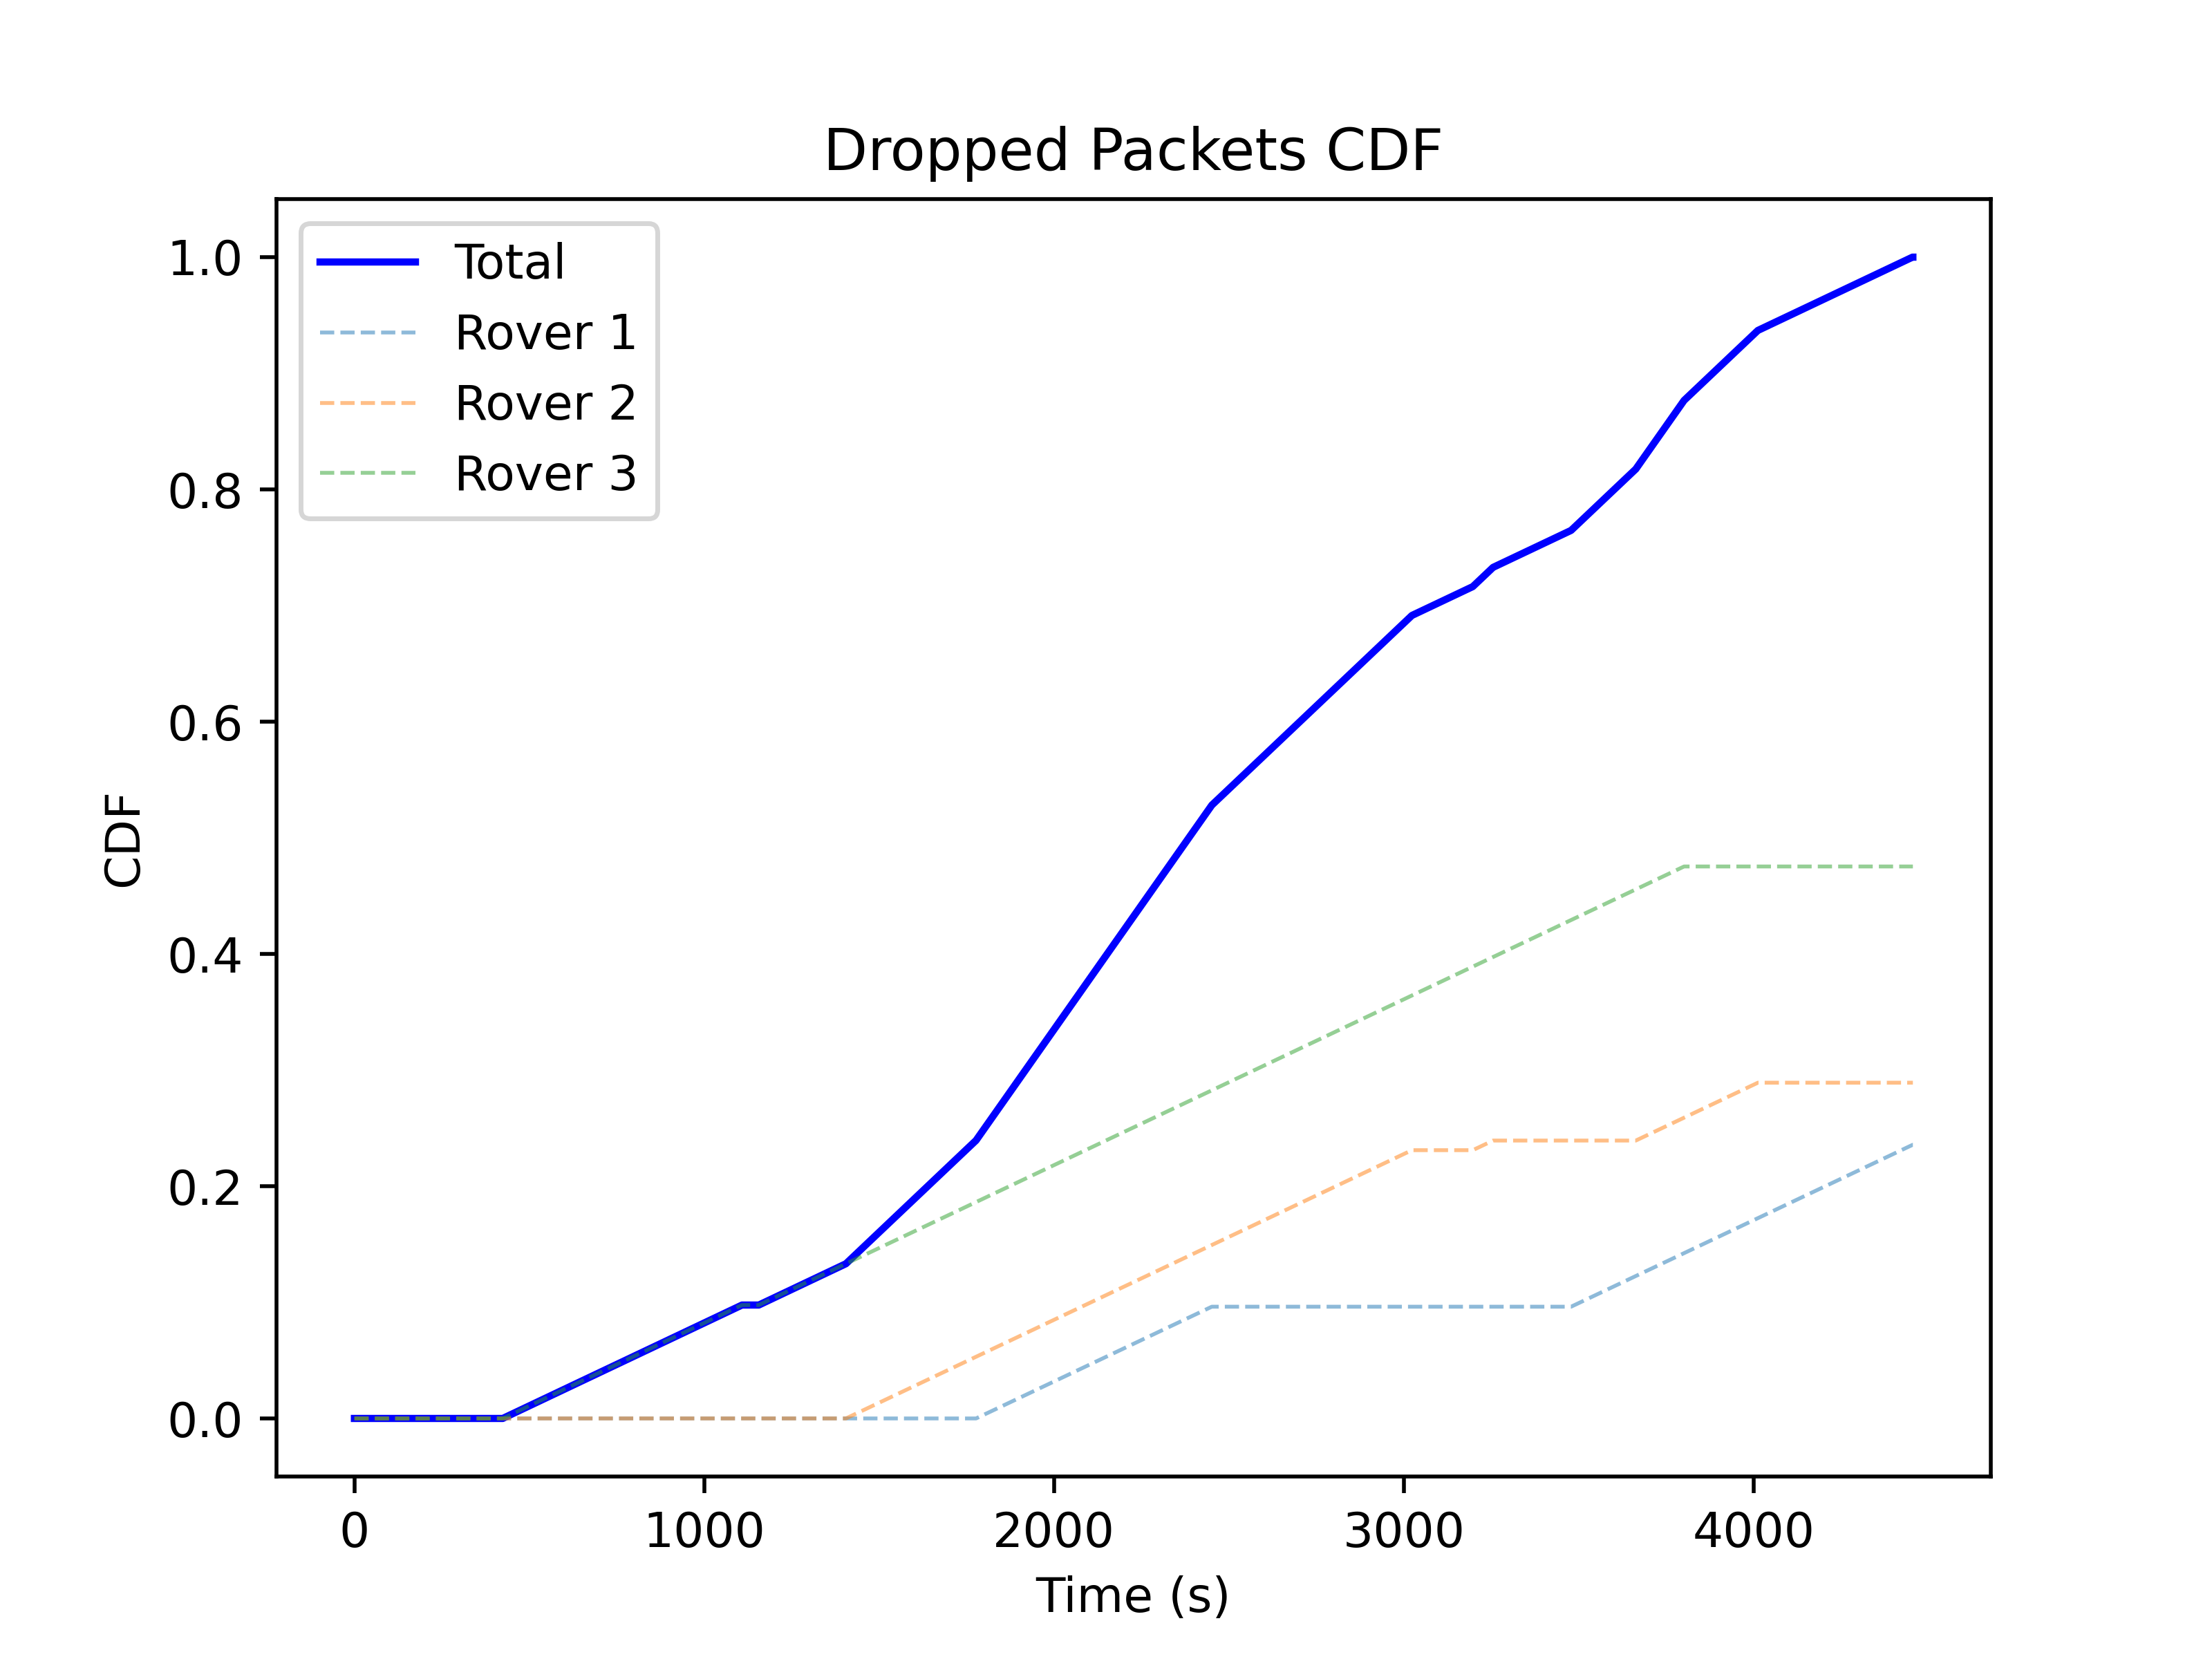 Dropped Packets CDF
Total
Rover 1
Rover 2
Rover 3
1.0
0.8
0.6
0.4
0.2
0.0
CDF
0
1000
2000
3000
4000
Time (s)